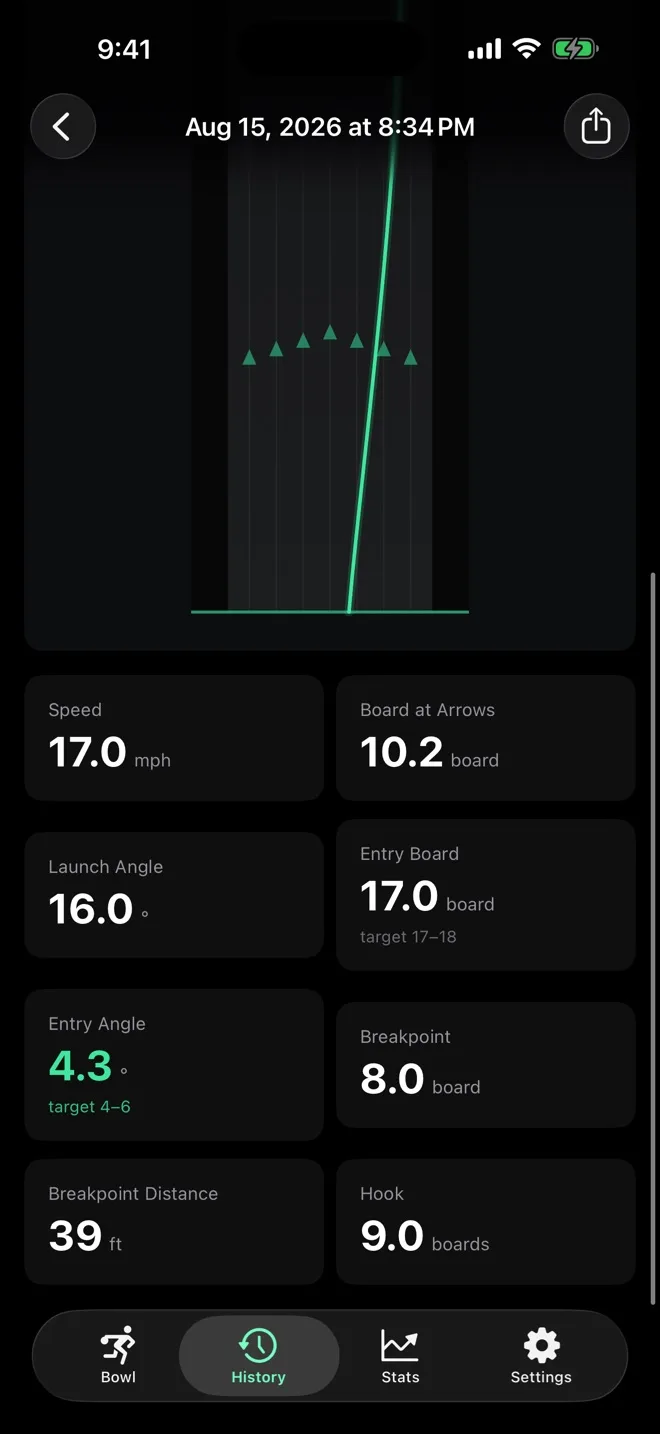 9:41
Aug 15, 2026 at 8:34 PM
Speed
17.0 mph
Board at Arrows
10.2 board
Launch Angle
16.0 °
Entry Board
17.0 board
target 17–18
Entry Angle
4.3 °
target 4–6
Breakpoint
8.0 board
Breakpoint Distance
39 ft
Hook
9.0 boards
Bowl
History
Stats
Settings